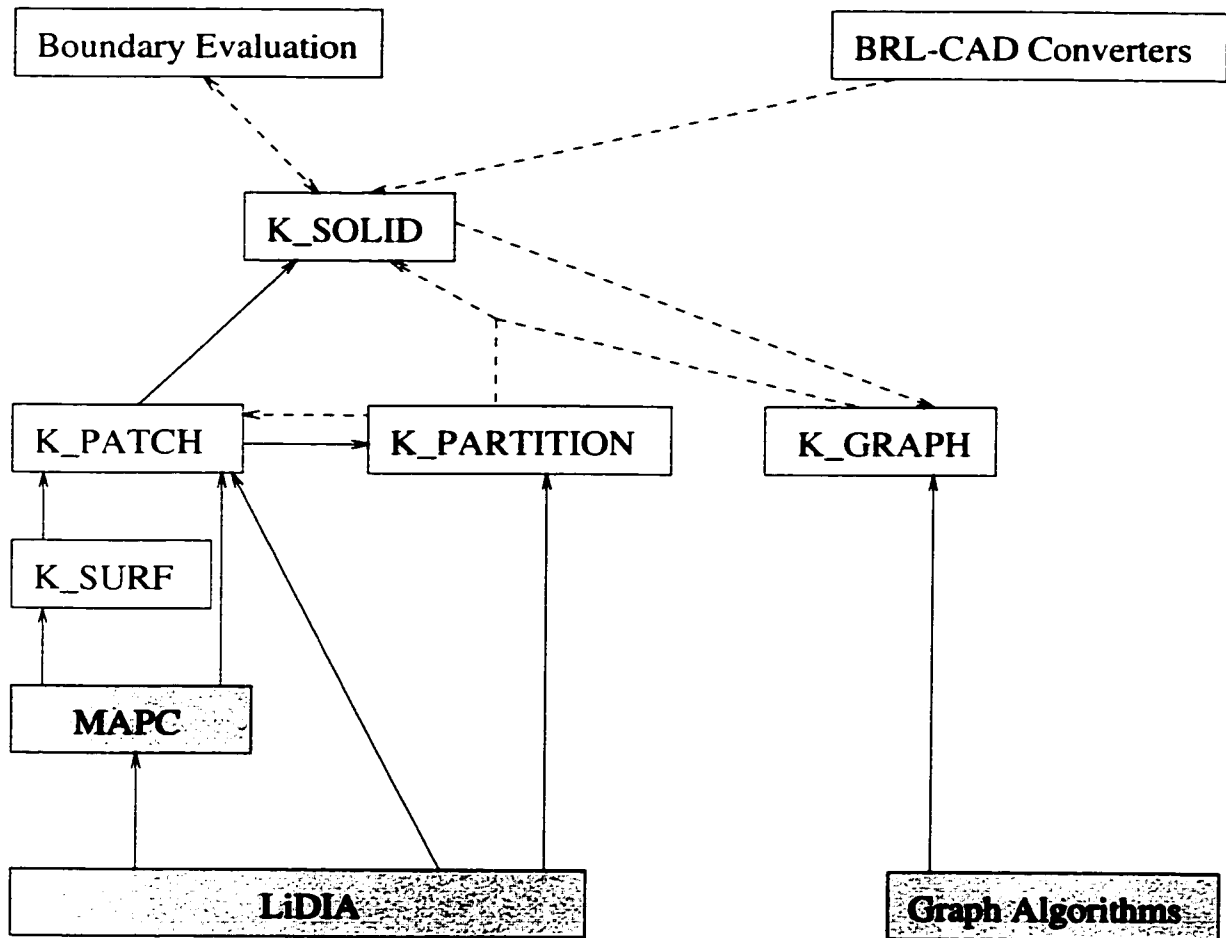 Boundary Evaluation
BRL-CAD Converters
K_SOLID
K_PATCH
K_PARTITION
K_GRAPH
K_SURF
MAPC
LiDIA
Graph Algorithms